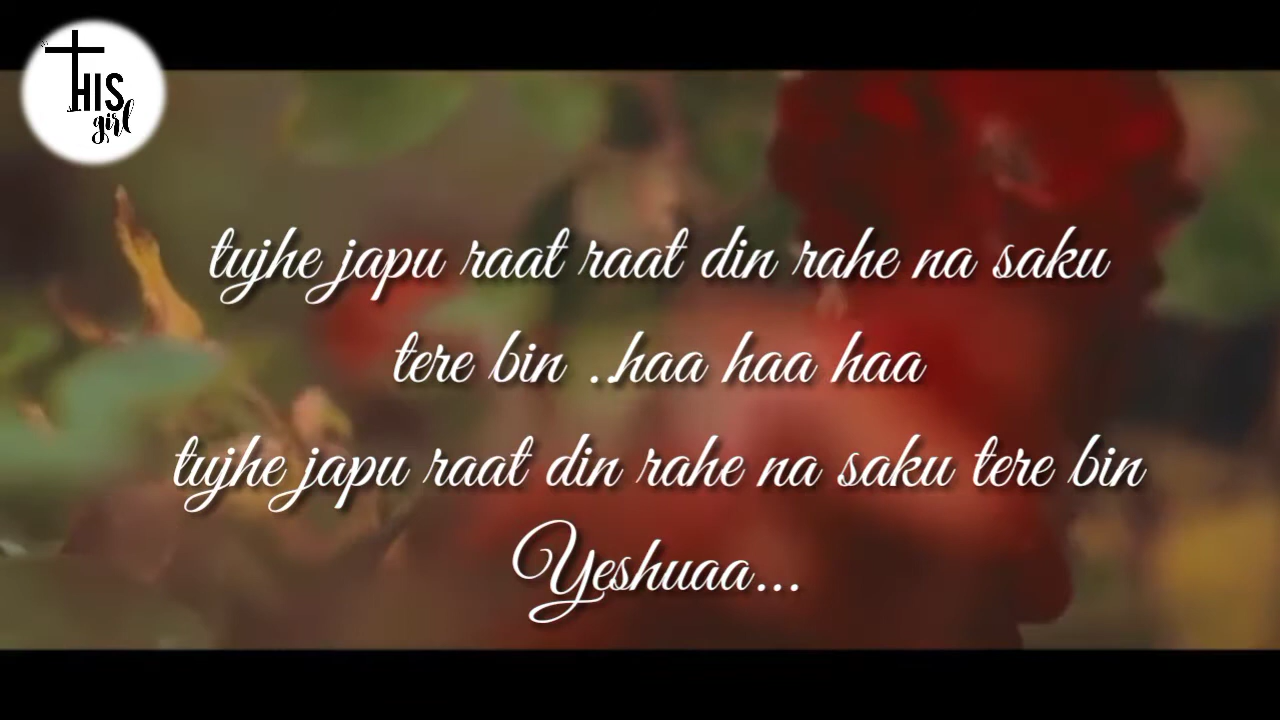 HIS
girl
tujhe japu raat raat din rahe na saku
tere bin ..haa haa haa
tujhe japu raat din rahe na saku tere bin
Yeshuaa...